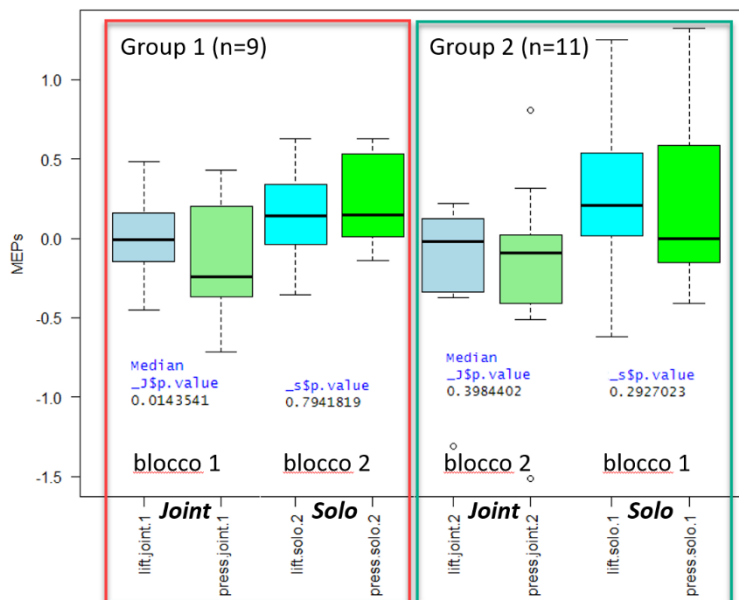 Group 1 (n=9)
Group 2 (n=11)
MEPs
1.0
0.5
0.0
-0.5
-1.0
-1.5
Median
_J$p.value
0.0143541
_s$p.value
0.7941819
Median
_J$p.value
0.3984402
_s$p.value
0.2927023
blocco 1
blocco 2
blocco 2
blocco 1
Joint
Solo
Joint
Solo
lift.joint.1
press.joint.1
lift.solo.2
press.solo.2
lift.joint.2
press.joint.2
lift.solo.1
press.solo.1